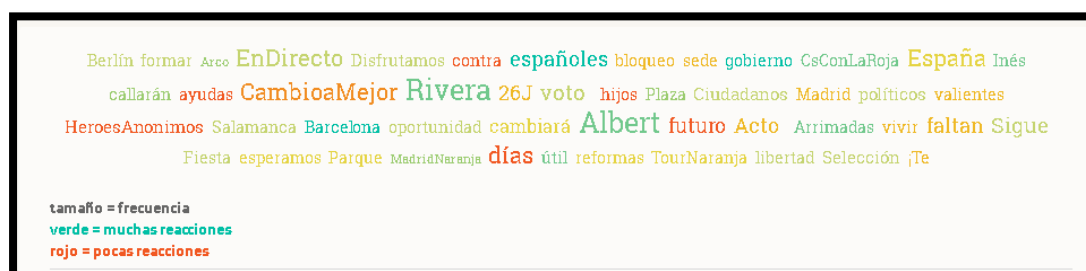 Berlín formar Arco EnDirecto Disfrutamos contra españoles bloqueo sede gobierno CsConLaRoja España Inés
callarán ayudas CambioaMejor Rivera 26J voto hijos Plaza Ciudadanos Madrid políticos valientes
HeroesAnonimos Salamanca Barcelona oportunidad cambiará Albert futuro Acto Arrimadas vivir faltan Sigue
Fiesta esperamos Parque MadridNaranja días útil reformas TourNaranja libertad Selección ¡Te
tamaño = frecuencia
verde = muchas reacciones
rojo = pocas reacciones